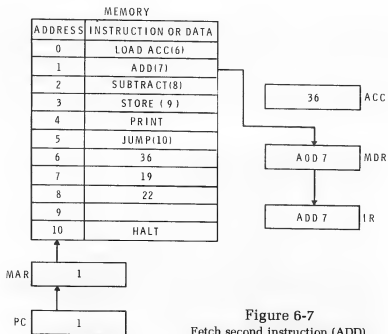 MEMORY
ADDRESS INSTRUCTION OR DATA
0 LOAD ACC(6)
1 ADD(7)
2 SUBTRACT(8)
3 STORE (9)
4 PRINT
5 JUMP(10)
6 36
7 19
8 22
9
10 HALT
36 ACC
ADD 7 MDR
ADD 7 IR
MAR 1
PC 1
Figure 6-7
Fetch second instruction (ADD)